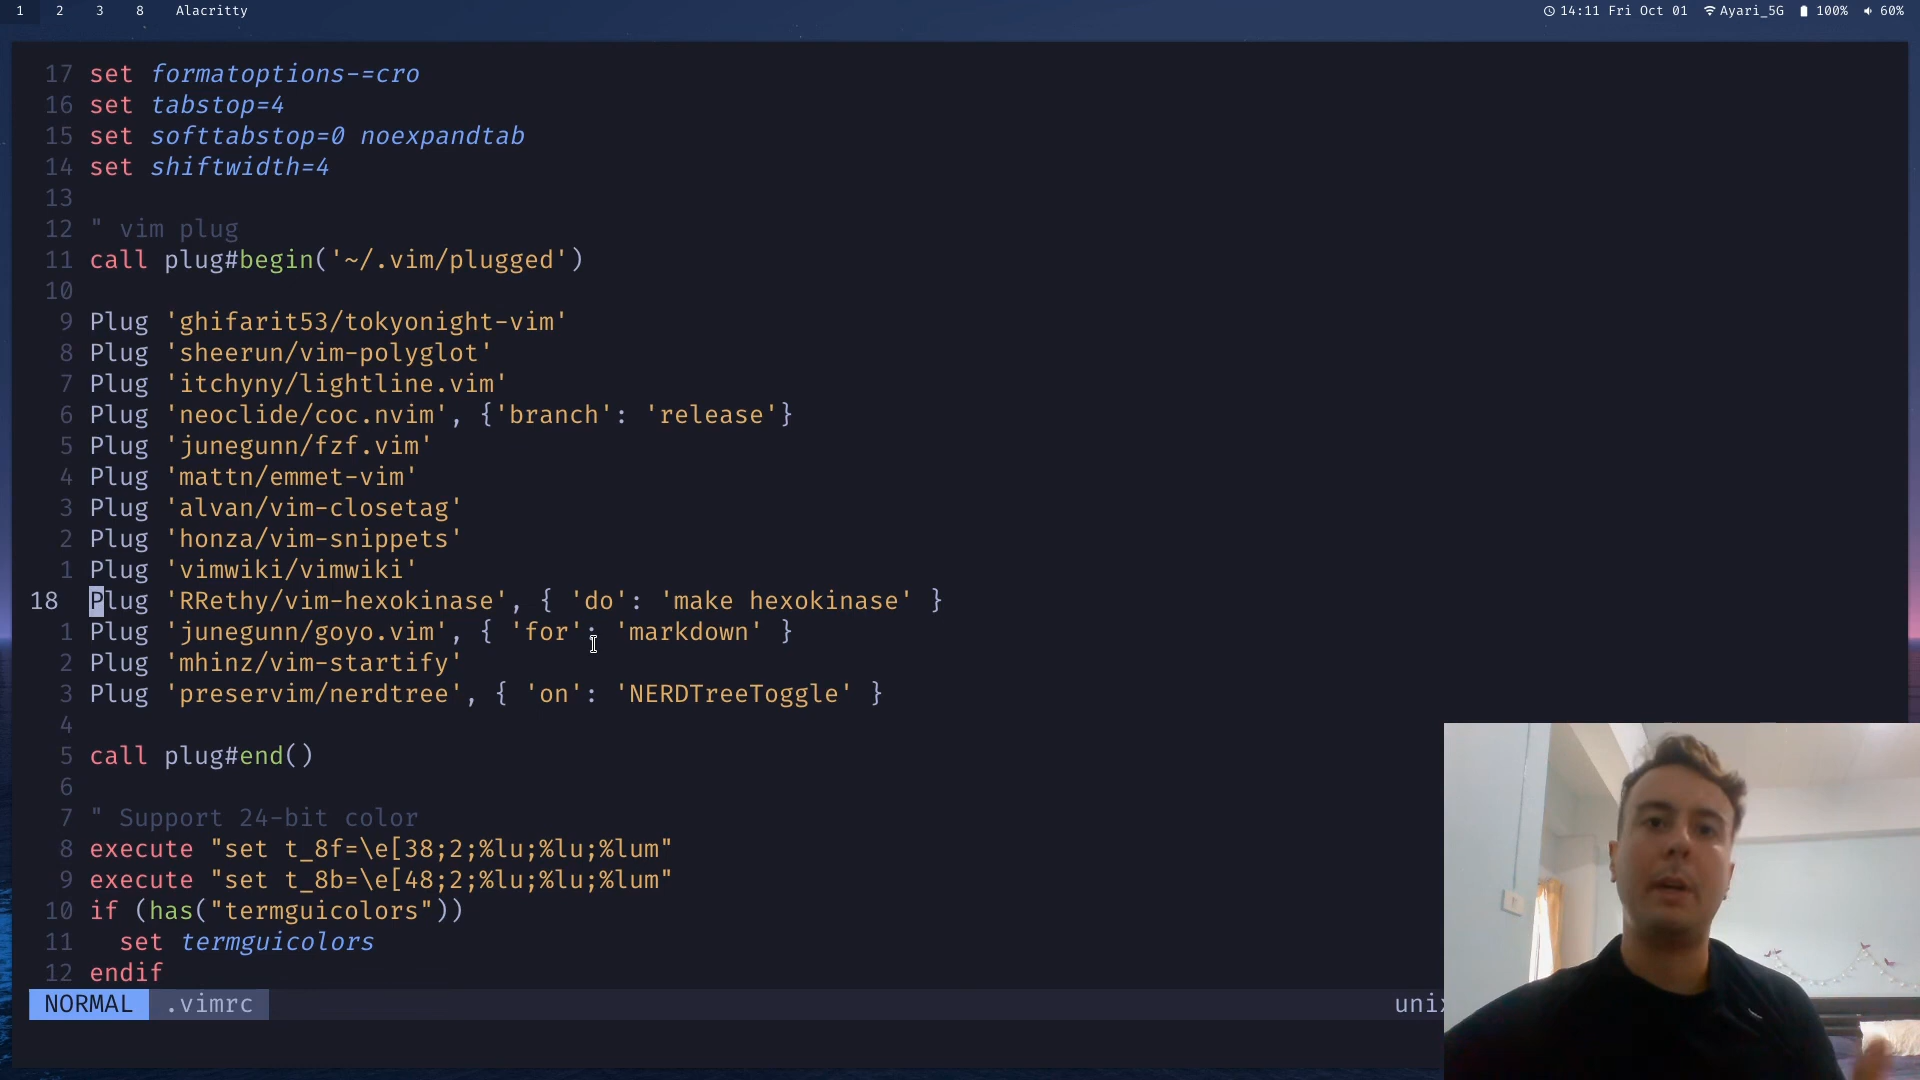 1 2 3 8 Alacritty 14:11 Fri Oct 01 Ayari_5G 100% 60%
17 set formatoptions-=cro
16 set tabstop=4
15 set softtabstop=0 noexpandtab
14 set shiftwidth=4
13
12 " vim plug
11 call plug#begin('~/.vim/plugged')
10
9 Plug 'ghifarit53/tokyonight-vim'
8 Plug 'sheerun/vim-polyglot'
7 Plug 'itchyny/lightline.vim'
6 Plug 'neoclide/coc.nvim', {'branch': 'release'}
5 Plug 'junegunn/fzf.vim'
4 Plug 'mattn/emmet-vim'
3 Plug 'alvan/vim-closetag'
2 Plug 'honza/vim-snippets'
1 Plug 'vimwiki/vimwiki'
18 Plug 'RRethy/vim-hexokinase', { 'do': 'make hexokinase' }
1 Plug 'junegunn/goyo.vim', { 'for': 'markdown' }
2 Plug 'mhinz/vim-startify'
3 Plug 'preservim/nerdtree', { 'on': 'NERDTreeToggle' }
4
5 call plug#end()
6
7 " Support 24-bit color
8 execute "set t_8f=\e[38;2;%lu;%lu;%lum"
9 execute "set t_8b=\e[48;2;%lu;%lu;%lum"
10 if (has("termguicolors"))
11 set termguicolors
12 endif
NORMAL .vimrc unix